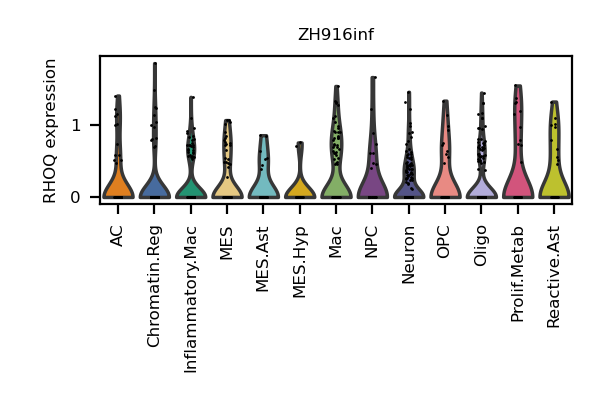 ZH916inf
RHOQ expression
1
0
AC
Chromatin.Reg
Inflammatory.Mac
MES
MES.Ast
MES.Hyp
Mac
NPC
Neuron
OPC
Oligo
Prolif.Metab
Reactive.Ast